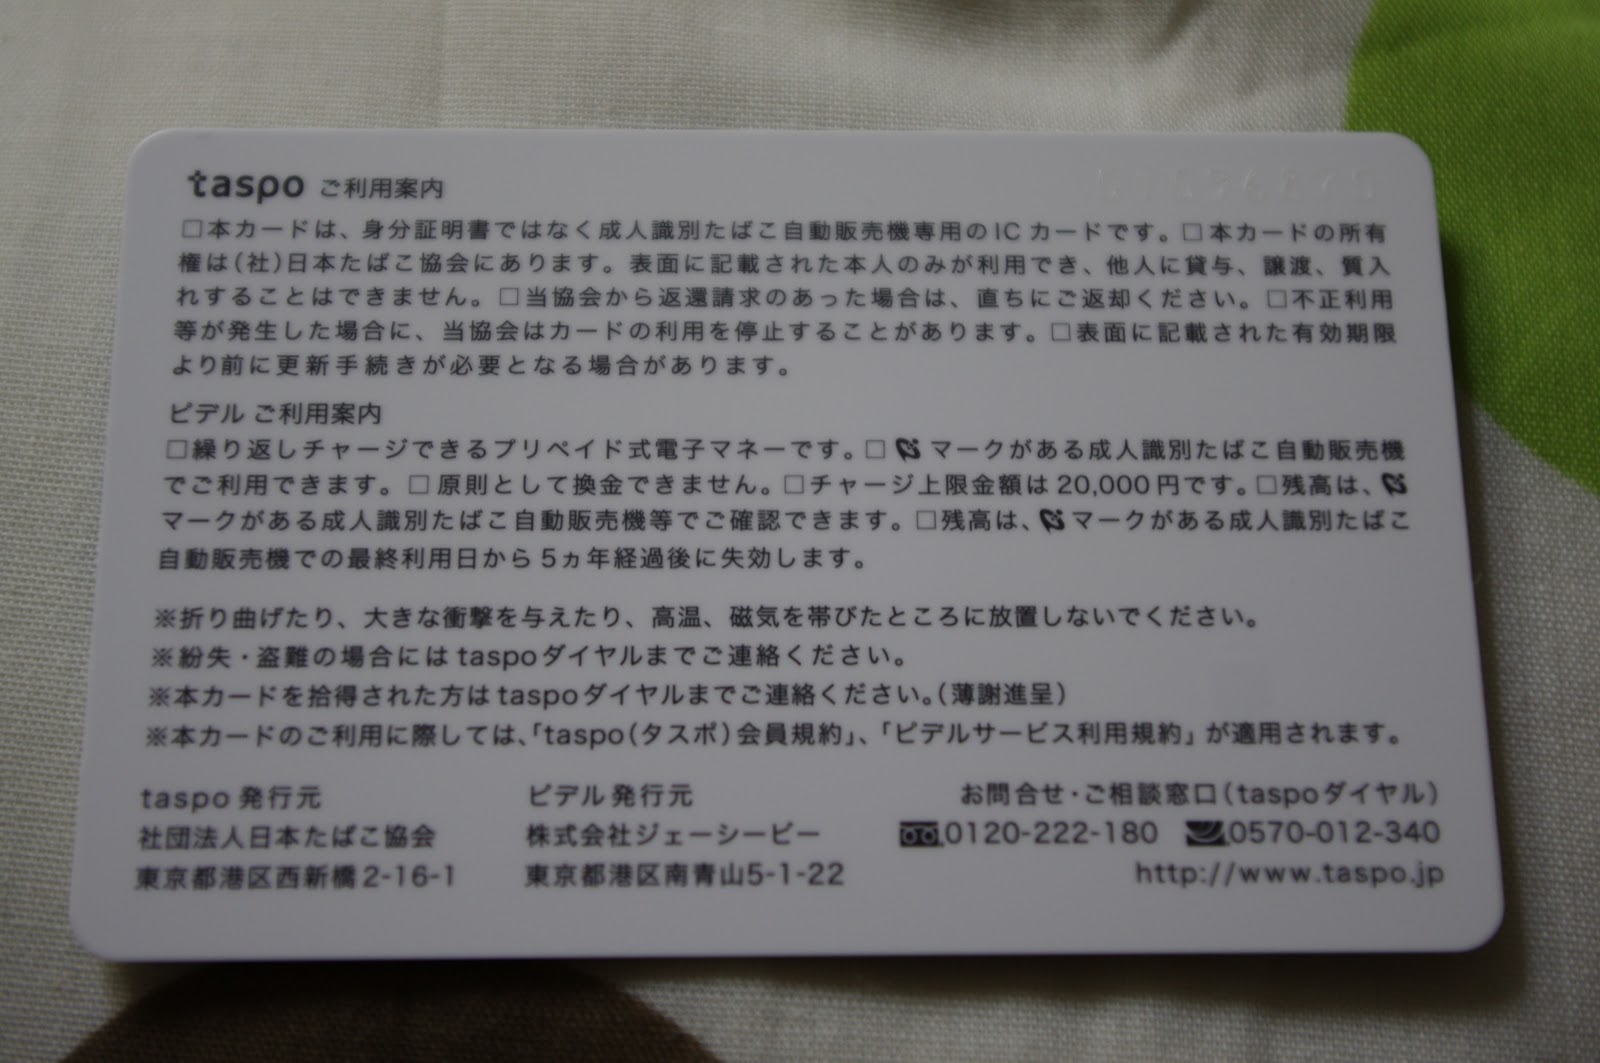 taspo ご利用案内
□本カードは、身分証明書ではなく成人識別たばこ自動販売機専用のICカードです。□本カードの所有
権は(社)日本たばこ協会にあります。表面に記載された本人のみが利用でき、他人に貸与、譲渡、質入
れすることはできません。□当協会から返還請求のあった場合は、直ちにご返却ください。□不正利用
等が発生した場合に、当協会はカードの利用を停止することがあります。□表面に記載された有効期限
より前に更新手続きが必要となる場合があります。
ピデル ご利用案内
□繰り返しチャージできるプリペイド式電子マネーです。□マークがある成人識別たばこ自動販売機
でご利用できます。□原則として換金できません。□チャージ上限金額は20,000円です。□残高は、
マークがある成人識別たばこ自動販売機等でご確認できます。□残高は、マークがある成人識別たばこ
自動販売機での最終利用日から5ヵ年経過後に失効します。
※折り曲げたり、大きな衝撃を与えたり、高温、磁気を帯びたところに放置しないでください。
※紛失・盗難の場合にはtaspoダイヤルまでご連絡ください。
※本カードを拾得された方はtaspoダイヤルまでご連絡ください。(薄謝進呈)
※本カードのご利用に際しては、「taspo(タスポ)会員規約」、「ピデルサービス利用規約」が適用されます。
taspo発行元
社団法人日本たばこ協会
東京都港区西新橋2-16-1
ピデル発行元
株式会社ジェーシービー
東京都港区南青山5-1-22
お問合せ・ご相談窓口(taspoダイヤル)
0120-222-180 0570-012-340
http://www.taspo.jp